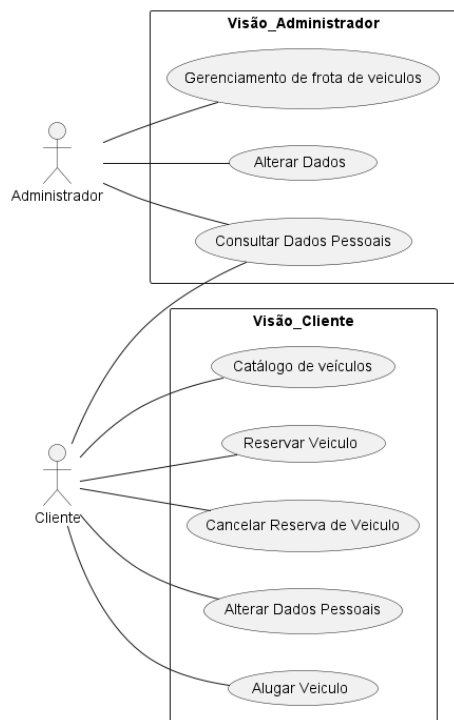 Visão_Administrador
Gerenciamento de frota de veiculos
Alterar Dados
Administrador
Consultar Dados Pessoais
Visão_Cliente
Catálogo de veículos
Reservar Veiculo
Cliente
Cancelar Reserva de Veiculo
Alterar Dados Pessoais
Alugar Veiculo